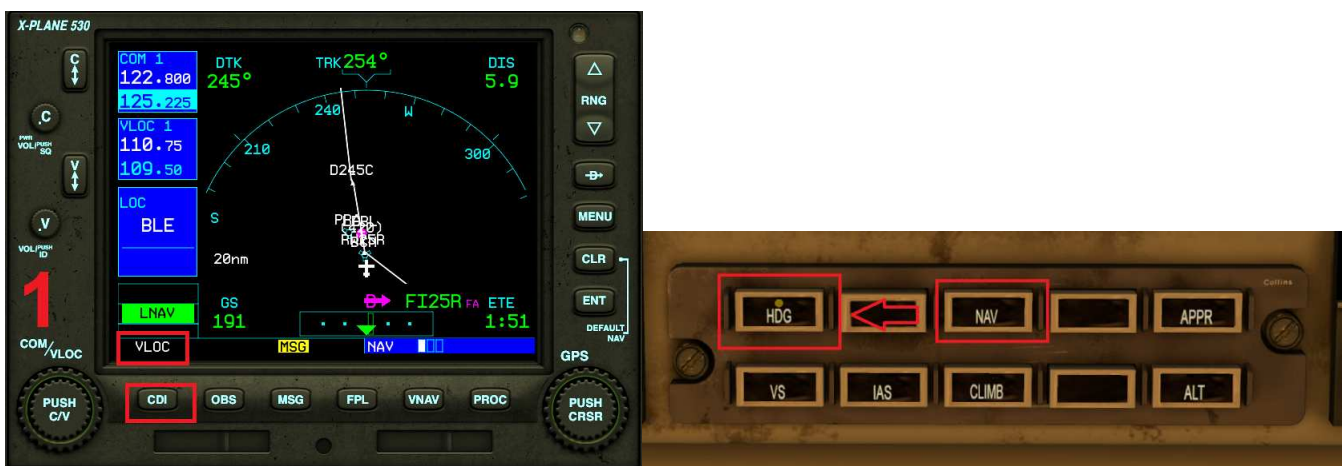 X-PLANE 530
COM 1
122.800
125.225
VLOC 1
110.75
109.50
LOC
BLE
LNAV
VLOC
DTK
245°
TRK 254°
DIS
5.9
210
240
W
300
S
D245C
20nm
GS
191
FI25R FA
ETE
1:51
MSG
NAV
C
.C
PWR
VOL/PUSH
SQ
V
.V
VOL/PUSH
ID
1
COM/VLOC
PUSH
C/V
CDI
OBS
MSG
FPL
VNAV
PROC
RNG
D
MENU
CLR
ENT
DEFAULT
NAV
GPS
PUSH
CRSR
Collins
HDG
NAV
APPR
VS
IAS
CLIMB
ALT